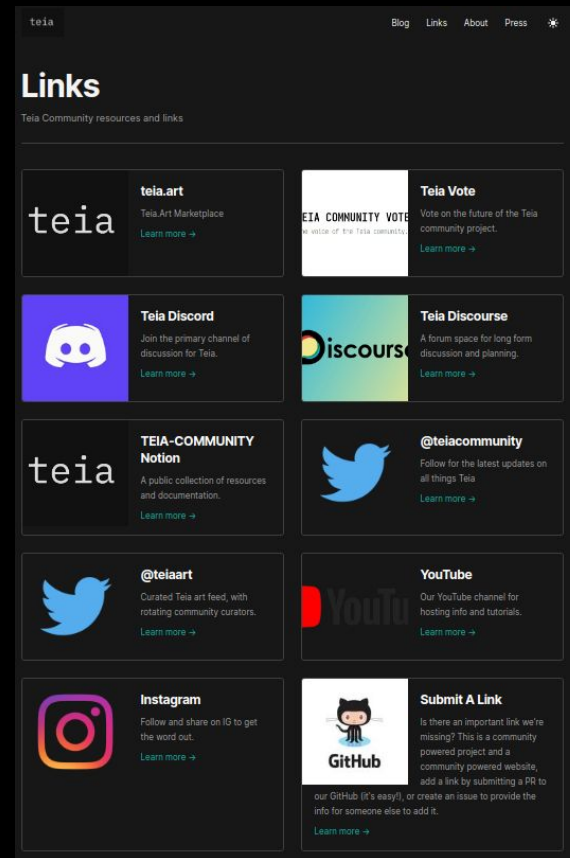 teia
Blog Links About Press
Links
Teia Community resources and links
teia
teia.art
Teia.Art Marketplace
Learn more →
EIA COMMUNITY VOTE
Teia Vote
Vote on the future of the Teia
community project.
Learn more →
Teia Discord
Join the primary channel of
discussion for Teia.
Learn more →
Discourse
Teia Discourse
A forum space for long form
discussion and planning.
Learn more →
teia
TEIA-COMMUNITY
Notion
A public collection of resources
and documentation.
Learn more →
@teiacommunity
Follow for the latest updates on
all things Teia
Learn more →
@teiaart
Curated Teia art feed, with
rotating community curators.
Learn more →
YouTu
YouTube
Our YouTube channel for
hosting info and tutorials.
Learn more →
Instagram
Follow and share on IG to get
the word out.
Learn more →
GitHub
Submit A Link
Is there an important link we're
missing? This is a community
powered project and a
community powered website,
add a link by submitting a PR to
our GitHub (it's easy!), or create an issue to provide the
info for someone else to add it.
Learn more →